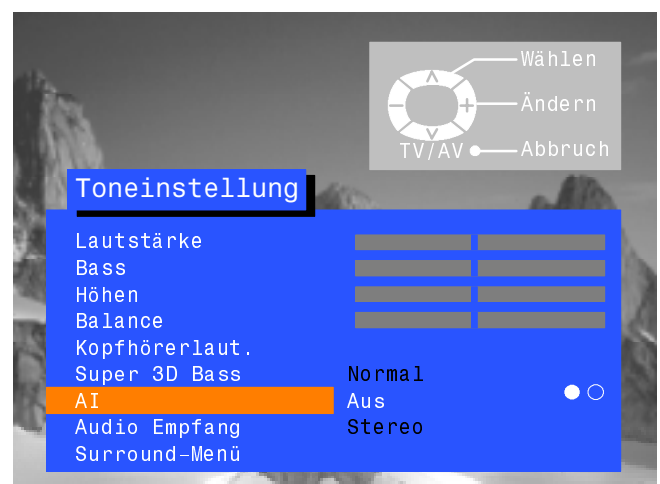 Wählen
Ändern
TV/AV Abbruch
Toneinstellung
Lautstärke
Bass
Höhen
Balance
Kopfhörerlaut.
Super 3D Bass Normal
AI Aus
Audio Empfang Stereo
Surround–Menü